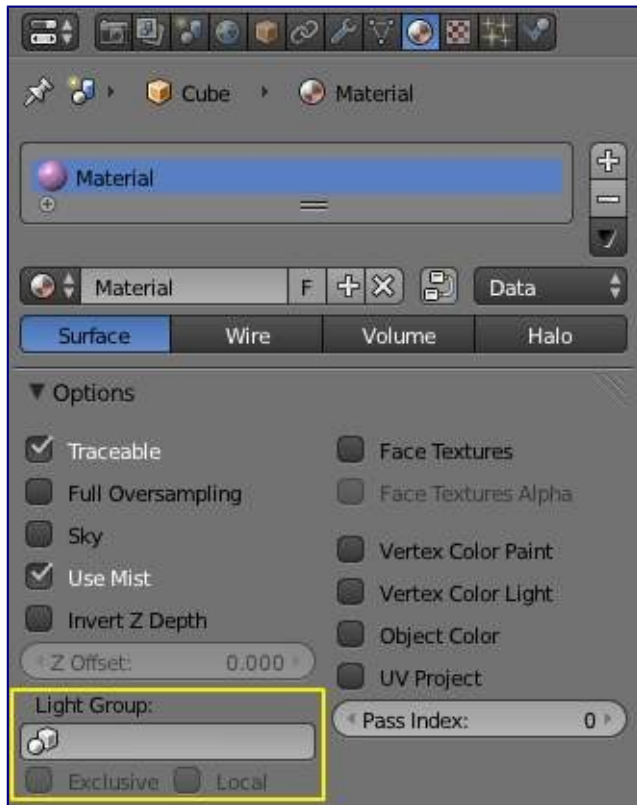 Cube Material
Material
Material F Data
Surface Wire Volume Halo
Options
Traceable
Full Oversampling
Sky
Use Mist
Invert Z Depth
Z Offset: 0.000
Light Group:
Exclusive Local
Face Textures
Face Textures Alpha
Vertex Color Paint
Vertex Color Light
Object Color
UV Project
Pass Index: 0